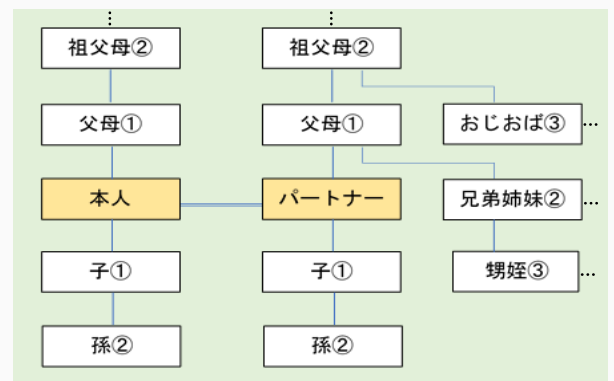 祖父母② 祖父母②
父母① 父母① おじおば③ …
本人 パートナー 兄弟姉妹② …
子① 子① 甥姪③ …
孫② 孫②